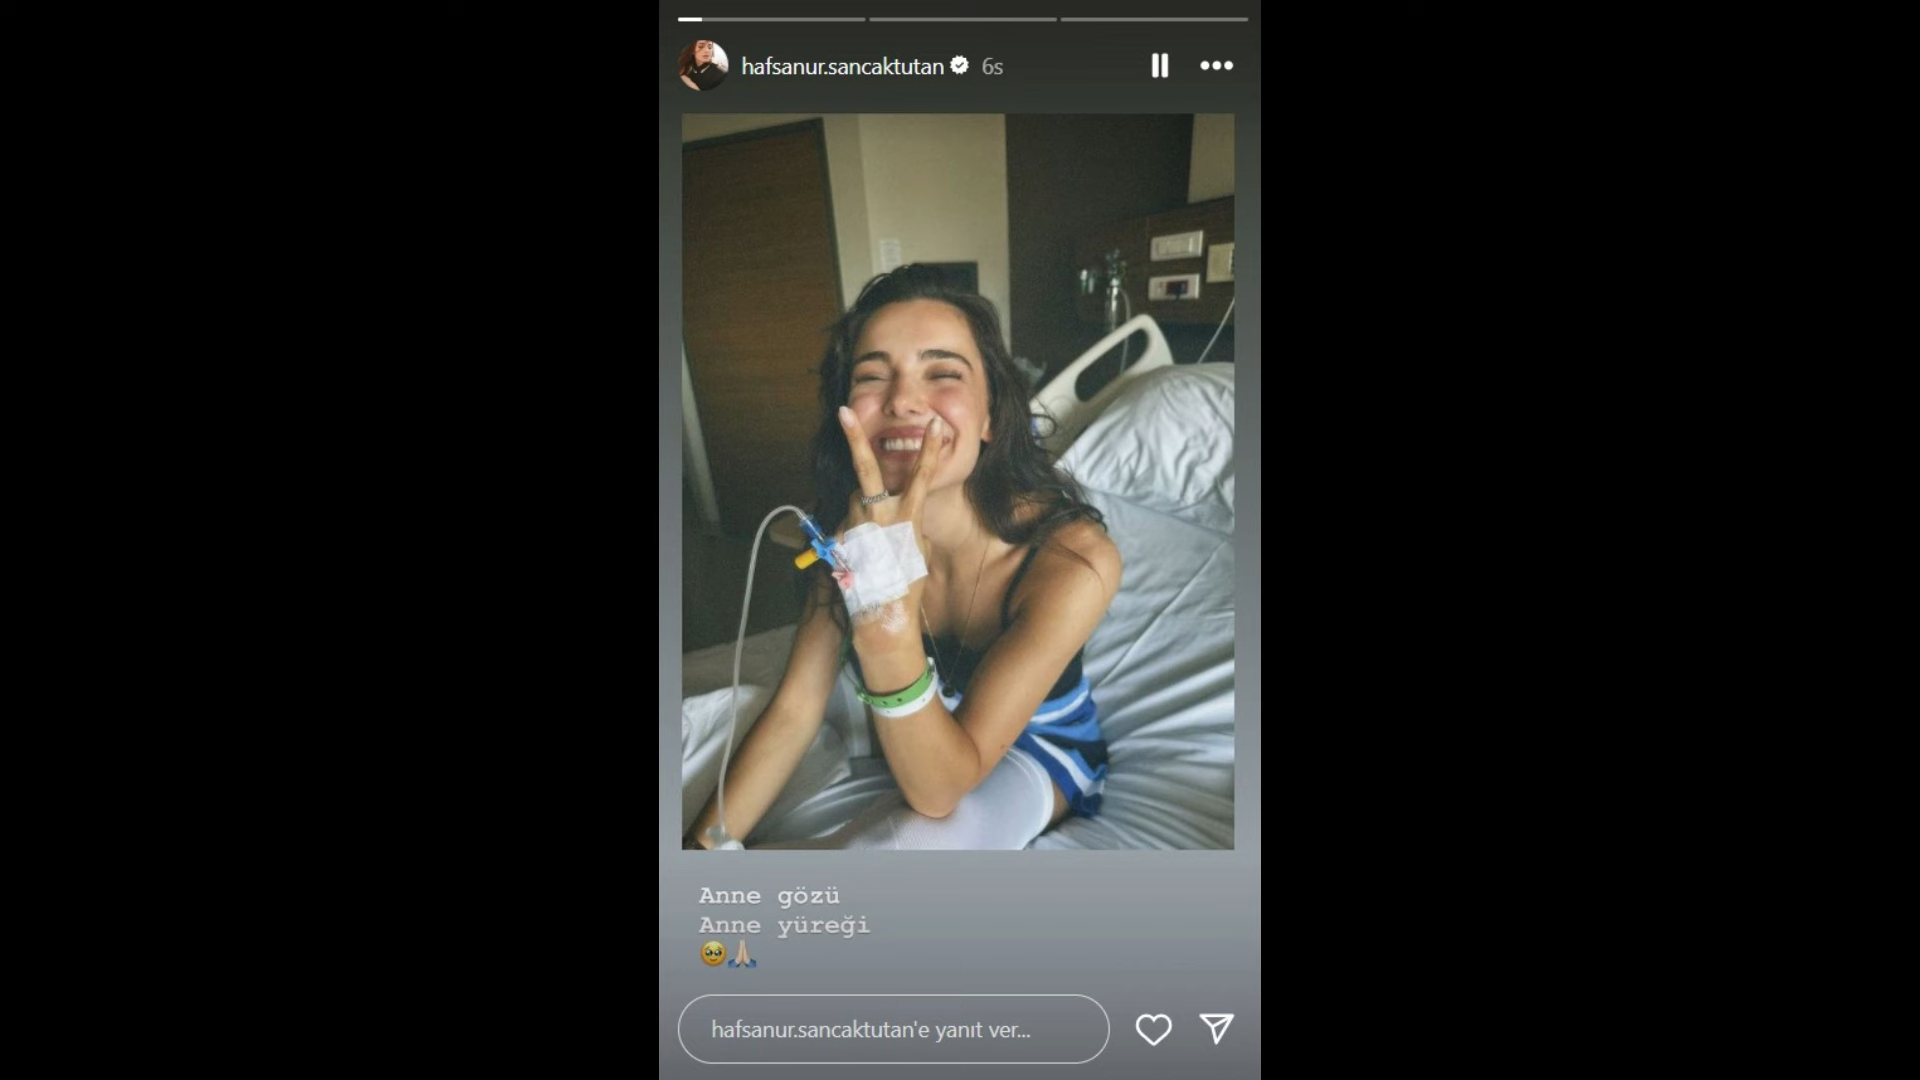 hafsanur.sancaktutan 6s
Anne gözü
Anne yüreği
🥹🙏🏼
hafsanur.sancaktutan'e yanıt ver...